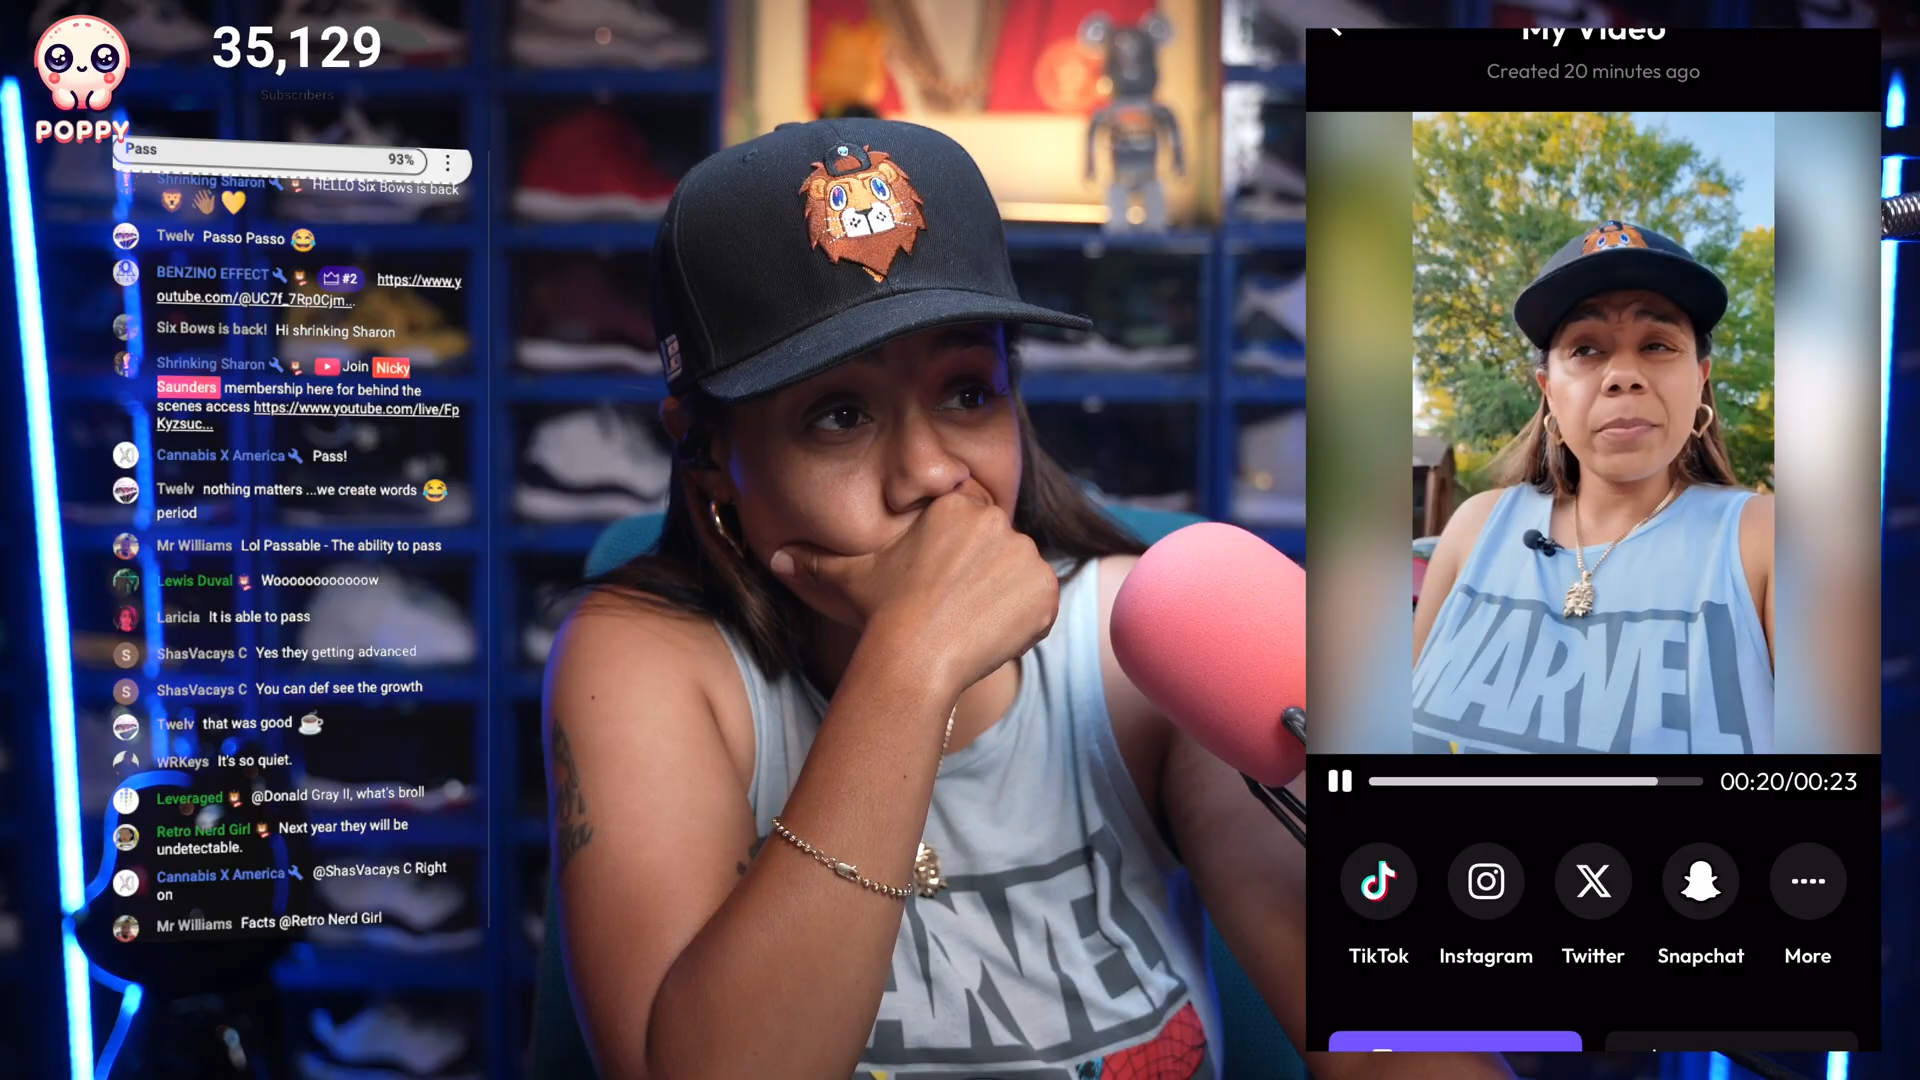 POPPY
35,129
Subscribers
Pass
93%
Shrinking Sharon HELLO Six Bows is back
Twelv Passo Passo
BENZINO EFFECT #2 https://www.y
outube.com/@UC7f_7Rp0Cjm...
Six Bows is back! Hi shrinking Sharon
Shrinking Sharon Join Nicky
Saunders membership here for behind the
scenes access https://www.youtube.com/live/Fp
Kyzsuc...
Cannabis X America Pass!
Twelv nothing matters ...we create words
period
Mr Williams Lol Passable - The ability to pass
Lewis Duval Woooooooooooow
Laricia It is able to pass
S ShasVacays C Yes they getting advanced
S ShasVacays C You can def see the growth
Twelv that was good
WRKeys It's so quiet.
Leveraged @Donald Gray II, what's broll
Retro Nerd Girl Next year they will be
undetectable.
Cannabis X America @ShasVacays C Right
on
Mr Williams Facts @Retro Nerd Girl
MARVEL
My Video
Created 20 minutes ago
MARVEL
00:20/00:23
TikTok
Instagram
Twitter
Snapchat
More